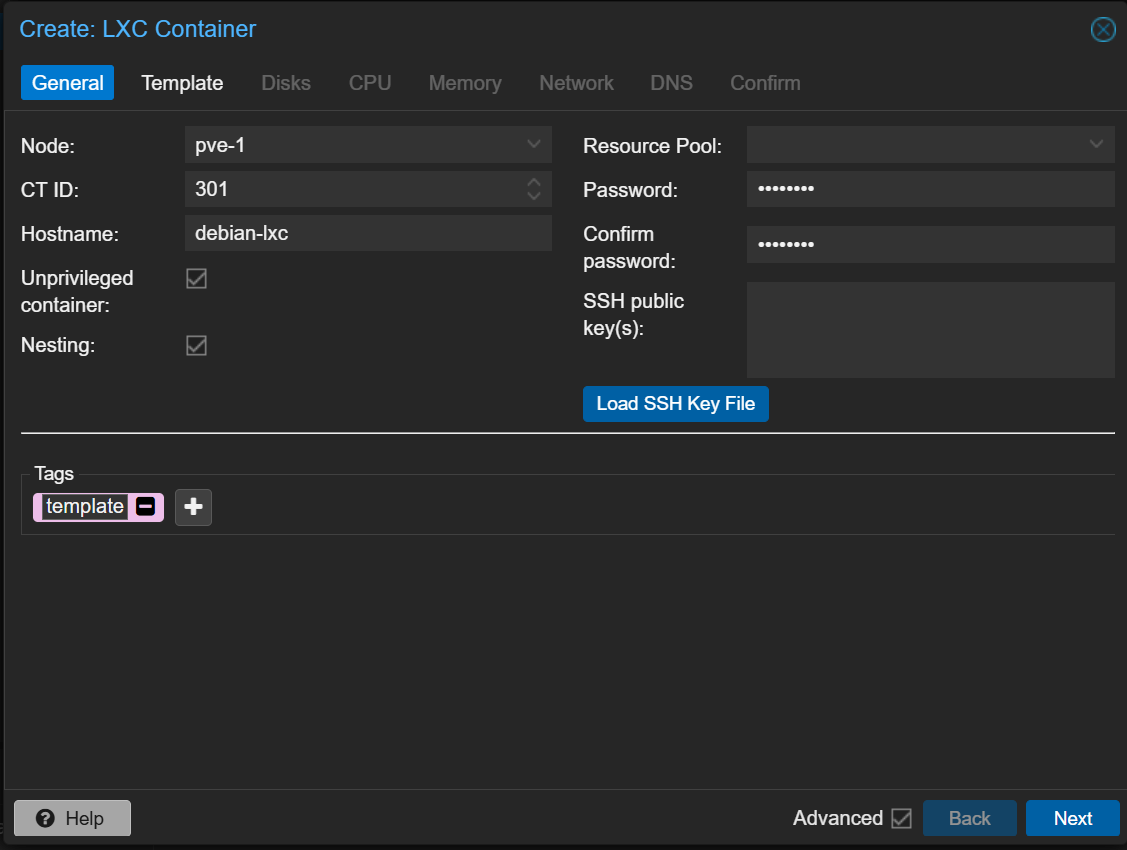 Create: LXC Container
General Template Disks CPU Memory Network DNS Confirm
Node: pve-1
CT ID: 301
Hostname: debian-lxc
Unprivileged
container:
Nesting:
Resource Pool:
Password: ••••••••
Confirm
password: ••••••••
SSH public
key(s):
Load SSH Key File
Tags
template
Help
Advanced
Back
Next